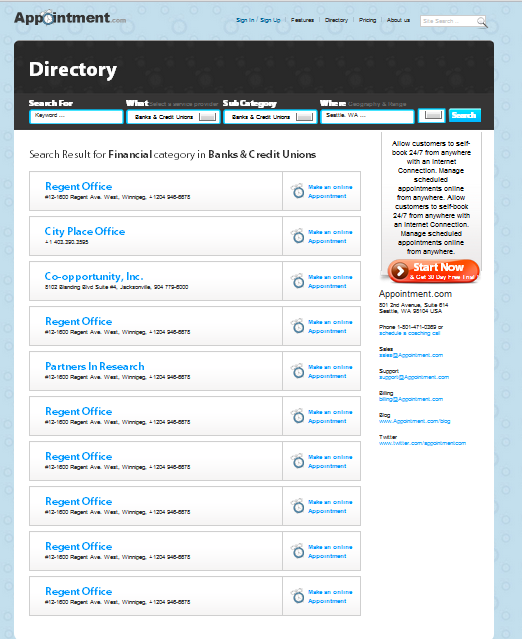 Appointment.com
Sign In / Sign Up | Features | Directory | Pricing | About us
Site Search ...
Directory
Search For
What Select a service provider
Sub Category
Where Geography & Range
Keyword ...
Banks & Credit Unions
Banks & Credit Unions
Seattle, WA ...
Search
Search Result for Financial category in Banks & Credit Unions
Regent Office
#12-1600 Regent Ave. West, Winnipeg, +1204 946-6678
Make an online
Appointment
City Place Office
+1 403.390.3595
Make an online
Appointment
Co-opportunity, Inc.
5102 Blanding Blvd Suite #4, Jacksonville, 904 779-6000
Make an online
Appointment
Regent Office
#12-1600 Regent Ave. West, Winnipeg, +1204 946-6678
Make an online
Appointment
Partners In Research
#12-1600 Regent Ave. West, Winnipeg, +1204 946-6678
Make an online
Appointment
Regent Office
#12-1600 Regent Ave. West, Winnipeg, +1204 946-6678
Make an online
Appointment
Regent Office
#12-1600 Regent Ave. West, Winnipeg, +1204 946-6678
Make an online
Appointment
Regent Office
#12-1600 Regent Ave. West, Winnipeg, +1204 946-6678
Make an online
Appointment
Regent Office
#12-1600 Regent Ave. West, Winnipeg, +1204 946-6678
Make an online
Appointment
Regent Office
#12-1600 Regent Ave. West, Winnipeg, +1204 946-6678
Make an online
Appointment
Allow customers to self-
book 24/7 from anywhere
with an Internet
Connection. Manage
scheduled
appointments online
from anywhere. Allow
customers to self-book
24/7 from anywhere with
an Internet Connection.
Manage scheduled
appointments online
from anywhere.
Start Now
& Get 30 Day Free Trial
Appointment.com
501 2nd Avenue, Suite 614
Seattle, WA 98104 USA
Phone 1-801-471-0369 or
schedule a coaching call
Sales
sales@Appointment.com
Support
support@Appointment.com
Billing
billing@Appointment.com
Blog
www.Appointment.com/blog
Twitter
www.twitter.com/appointmentcom